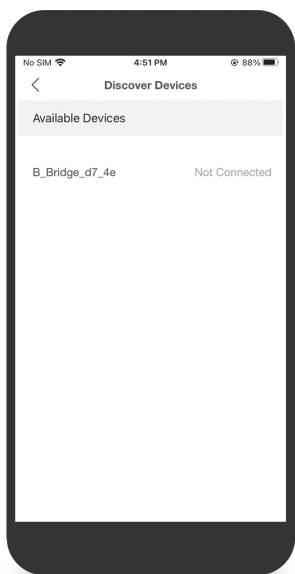 No SIM 4:51 PM 88%
Discover Devices
Available Devices
B_Bridge_d7_4e Not Connected